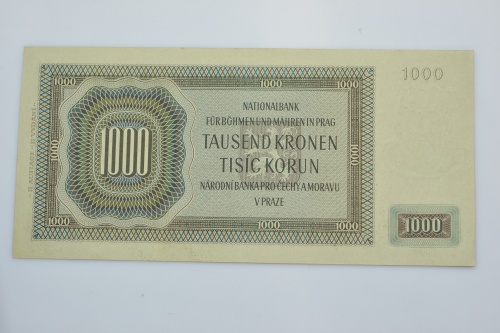 1000 1000 1000
1000
NATIONALBANK
FÜR BÖHMEN UND MÄHREN IN PRAG
TAUSEND KRONEN
TISÍC KORUN
NÁRODNÍ BANKA PRO ČECHY A MORAVU
V PRAZE
1000
1000
1000
1000 1000 1000